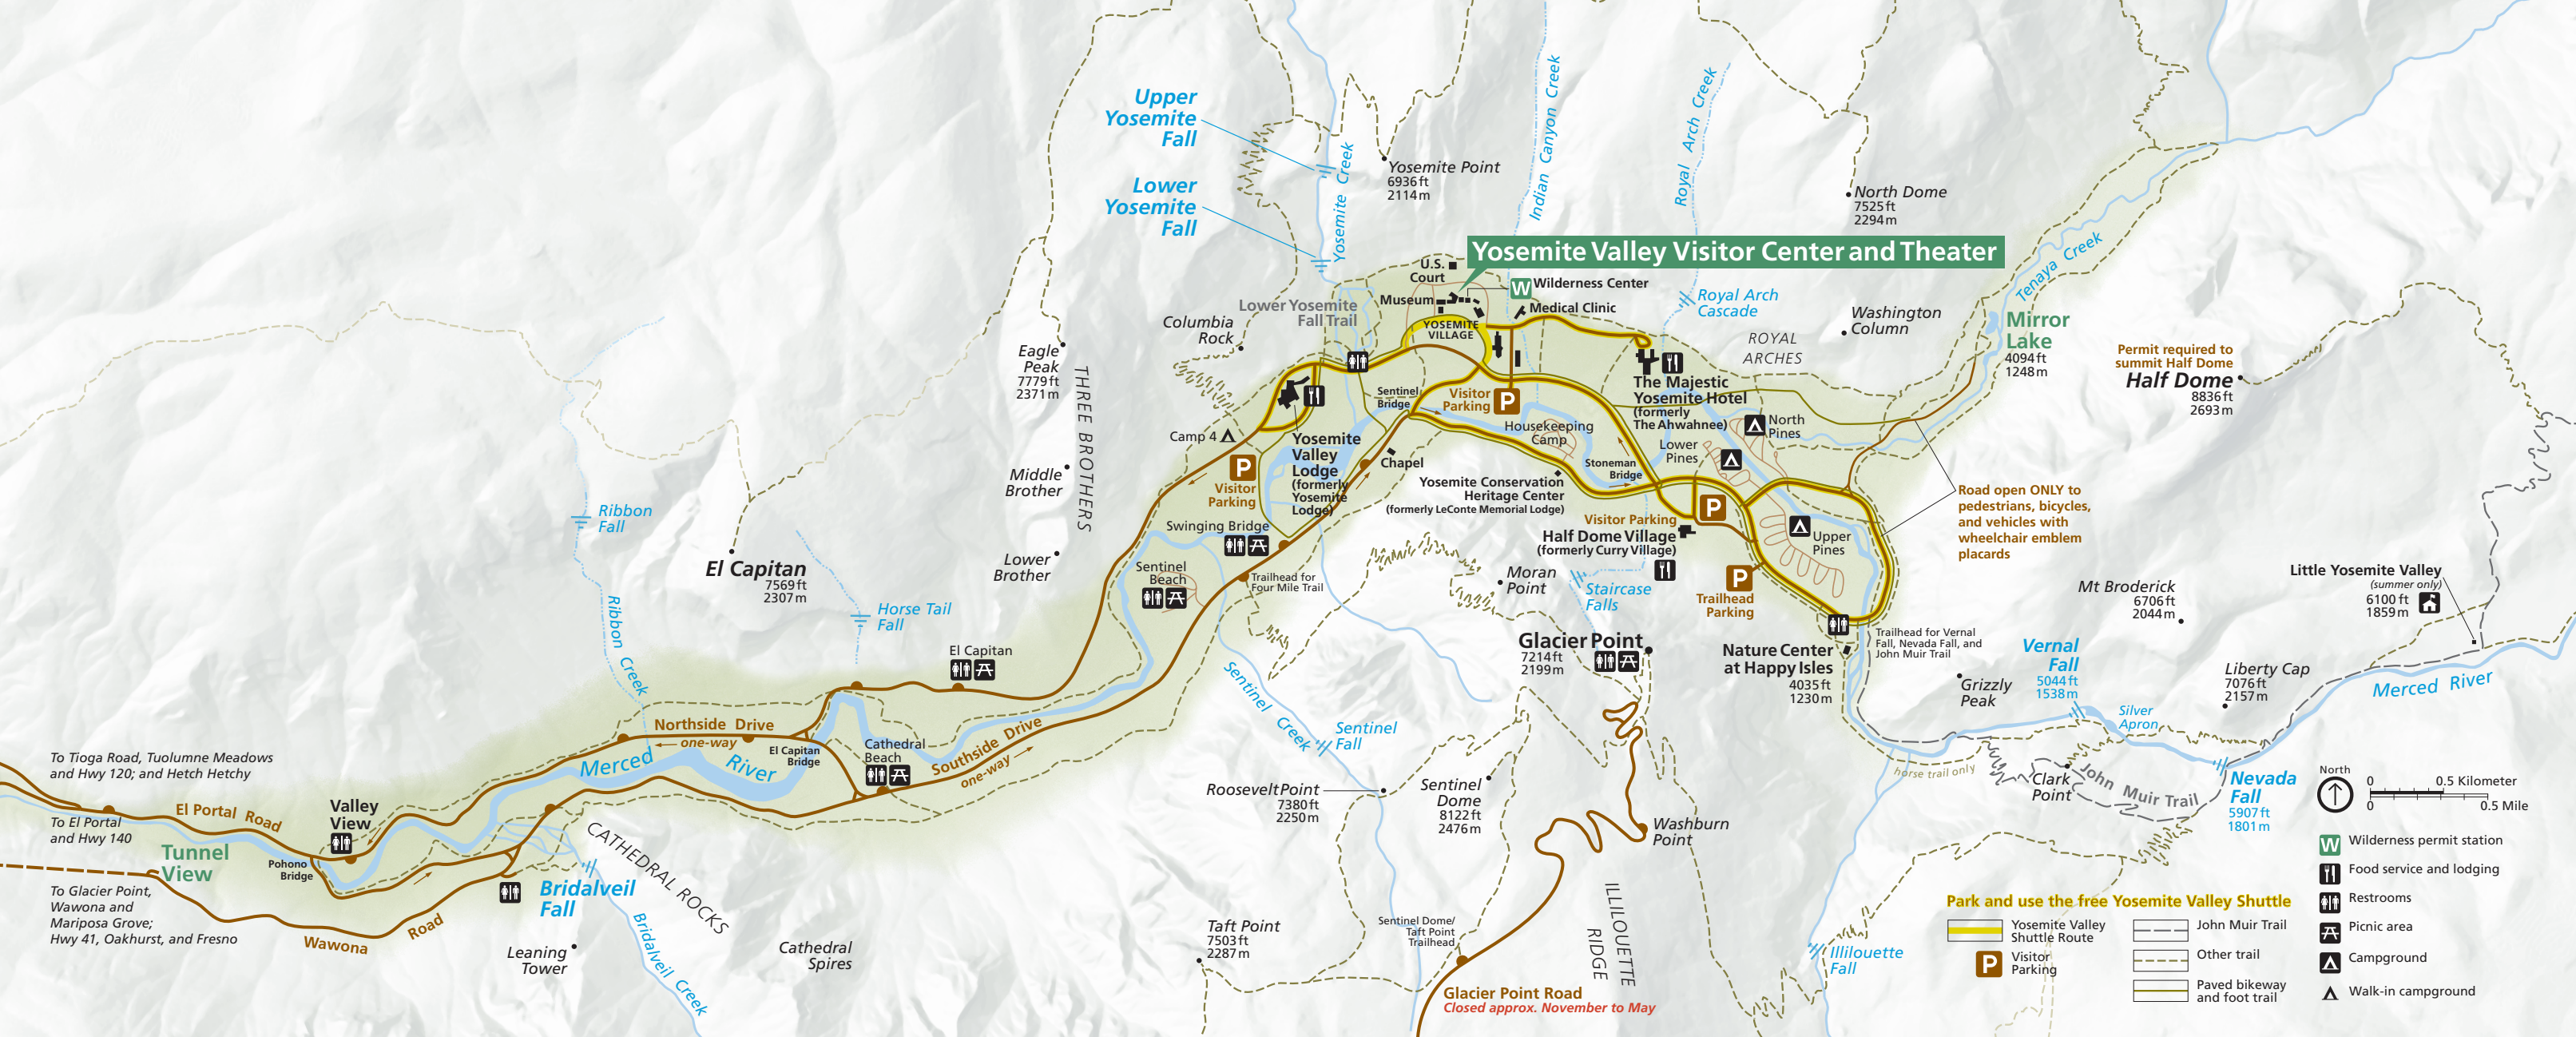 Upper
Yosemite
Fall
Lower
Yosemite
Fall
Yosemite Creek
Yosemite Point
6936 ft
2114 m
Indian Canyon Creek
Royal Arch Creek
North Dome
7525 ft
2294 m
Yosemite Valley Visitor Center and Theater
U.S.
Court
W
Wilderness Center
Museum
Medical Clinic
YOSEMITE
VILLAGE
Lower Yosemite
Fall Trail
Columbia
Rock
Royal Arch
Cascade
ROYAL
ARCHES
Washington
Column
Tenaya Creek
Mirror
Lake
4094 ft
1248 m
Permit required to
summit Half Dome
Half Dome
8836 ft
2693 m
Eagle
Peak
7779 ft
2371 m
THREE BROTHERS
Middle
Brother
Lower
Brother
Sentinel
Bridge
Visitor
Parking
P
The Majestic
Yosemite Hotel
(formerly
The Ahwahnee)
North
Pines
Lower
Pines
Housekeeping
Camp
Stoneman
Bridge
Camp 4
P
Visitor
Parking
Yosemite
Valley
Lodge
(formerly
Yosemite
Lodge)
Chapel
Yosemite Conservation
Heritage Center
(formerly LeConte Memorial Lodge)
Visitor Parking
P
Half Dome Village
(formerly Curry Village)
Upper
Pines
Road open ONLY to
pedestrians, bicycles,
and vehicles with
wheelchair emblem
placards
Swinging Bridge
Sentinel
Beach
Trailhead for
Four Mile Trail
Moran
Point
Staircase
Falls
P
Trailhead
Parking
Ribbon
Fall
Ribbon Creek
El Capitan
7569 ft
2307 m
Horse Tail
Fall
El Capitan
Glacier Point
7214 ft
2199 m
Nature Center
at Happy Isles
4035 ft
1230 m
Trailhead for Vernal
Fall, Nevada Fall, and
John Muir Trail
Grizzly
Peak
Vernal
Fall
5044 ft
1538 m
Mt Broderick
6706 ft
2044 m
Little Yosemite Valley
(summer only)
6100 ft
1859 m
Liberty Cap
7076 ft
2157 m
Merced River
Silver
Apron
Nevada
Fall
5907 ft
1801 m
Clark
Point
John Muir Trail
horse trail only
Sentinel Creek
Sentinel
Fall
Roosevelt Point
7380 ft
2250 m
Sentinel
Dome
8122 ft
2476 m
Washburn
Point
Northside Drive
one-way
El Capitan
Bridge
Cathedral
Beach
Southside Drive
one-way
Merced River
To Tioga Road, Tuolumne Meadows
and Hwy 120; and Hetch Hetchy
El Portal Road
To El Portal
and Hwy 140
Valley
View
Tunnel
View
Pohono
Bridge
To Glacier Point,
Wawona and
Mariposa Grove;
Hwy 41, Oakhurst, and Fresno
Wawona Road
Bridalveil
Fall
Bridalveil Creek
CATHEDRAL ROCKS
Leaning
Tower
Cathedral
Spires
Taft Point
7503 ft
2287 m
Sentinel Dome/
Taft Point
Trailhead
ILLILOUETTE
RIDGE
Glacier Point Road
Closed approx. November to May
Illilouette
Fall
North
0 0.5 Kilometer
0 0.5 Mile
W Wilderness permit station
Food service and lodging
Restrooms
Picnic area
Campground
Walk-in campground
Park and use the free Yosemite Valley Shuttle
Yosemite Valley
Shuttle Route
P Visitor
Parking
John Muir Trail
Other trail
Paved bikeway
and foot trail